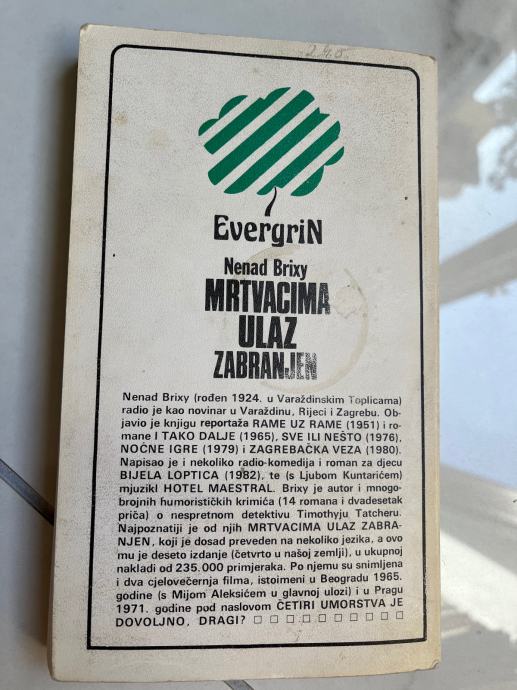 240
EvergriN
Nenad Brixy
MRTVACIMA
ULAZ
ZABRANJEN
Nenad Brixy (rođen 1924. u Varaždinskim Toplicama)
radio je kao novinar u Varaždinu, Rijeci i Zagrebu. Ob-
javio je knjigu reportaža RAME UZ RAME (1951) i ro-
mane I TAKO DALJE (1965), SVE ILI NEŠTO (1976),
NOĆNE IGRE (1979) i ZAGREBAČKA VEZA (1980).
Napisao je i nekoliko radio-komedija i roman za djecu
BIJELA LOPTICA (1982), te (s Ljubom Kuntarićem)
mjuzikl HOTEL MAESTRAL. Brixy je autor i mnogo-
brojnih humorističkih krimića (14 romana i dvadesetak
priča) o nespretnom detektivu Timothyju Tatcheru.
Najpoznatiji je od njih MRTVACIMA ULAZ ZABRA-
NJEN, koji je dosad preveden na nekoliko jezika, a ovo
mu je deseto izdanje (četvrto u našoj zemlji), u ukupnoj
nakladi od 235.000 primjeraka. Po njemu su snimljena
i dva cjelovečernja filma, istoimeni u Beogradu 1965.
godine (s Mijom Aleksićem u glavnoj ulozi) i u Pragu
1971. godine pod naslovom ČETIRI UMORSTVA JE
DOVOLJNO, DRAGI?